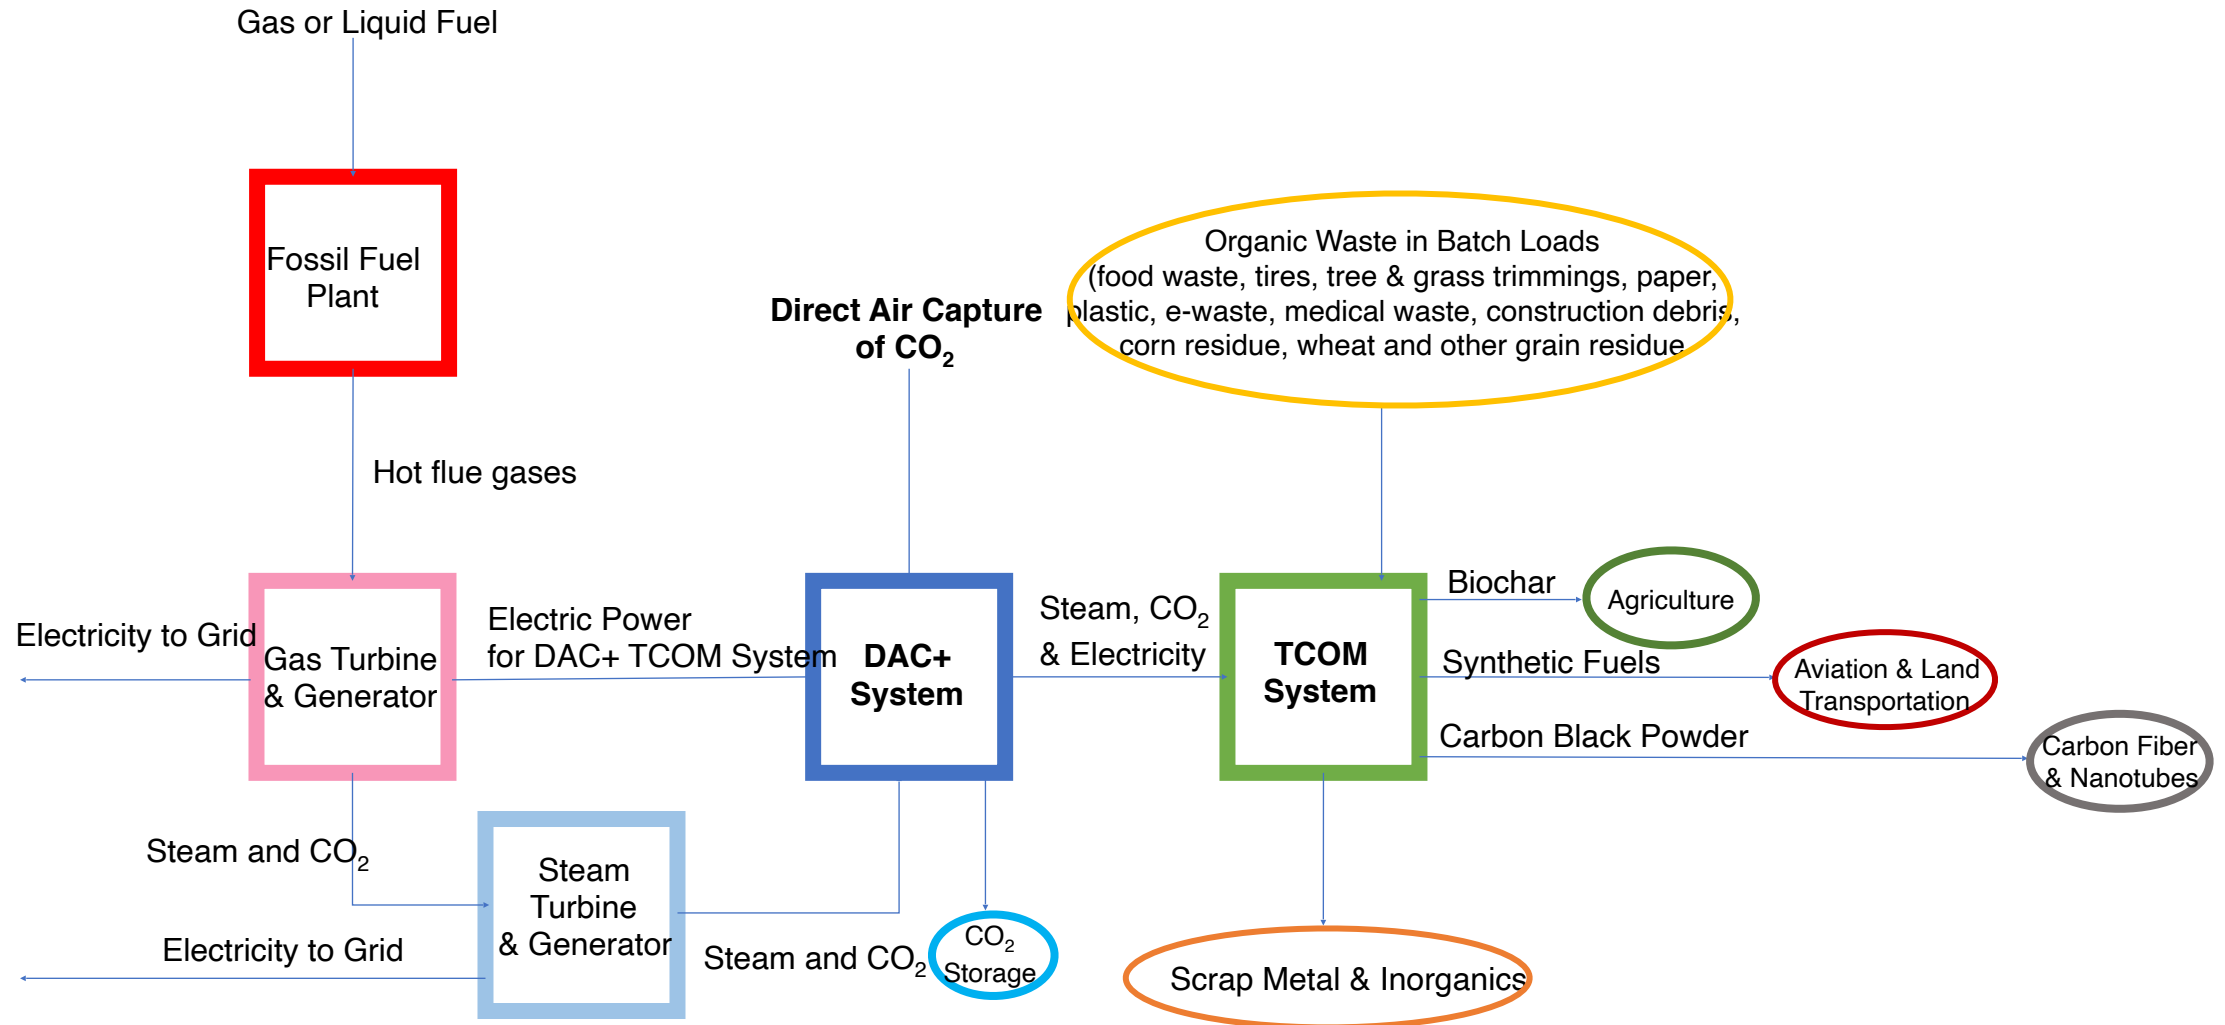 Gas or Liquid Fuel
Fossil Fuel
Plant
Organic Waste in Batch Loads
(food waste, tires, tree & grass trimmings, paper,
plastic, e-waste, medical waste, construction debris,
corn residue, wheat and other grain residue
Direct Air Capture
of CO₂
Hot flue gases
Electricity to Grid
Gas Turbine
& Generator
Electric Power
for DAC+ TCOM System
DAC+
System
Steam, CO₂
& Electricity
TCOM
System
Biochar
Agriculture
Synthetic Fuels
Aviation & Land
Transportation
Carbon Black Powder
Carbon Fiber
& Nanotubes
Steam and CO₂
Steam
Turbine
& Generator
Electricity to Grid
Steam and CO₂
CO₂
Storage
Scrap Metal & Inorganics